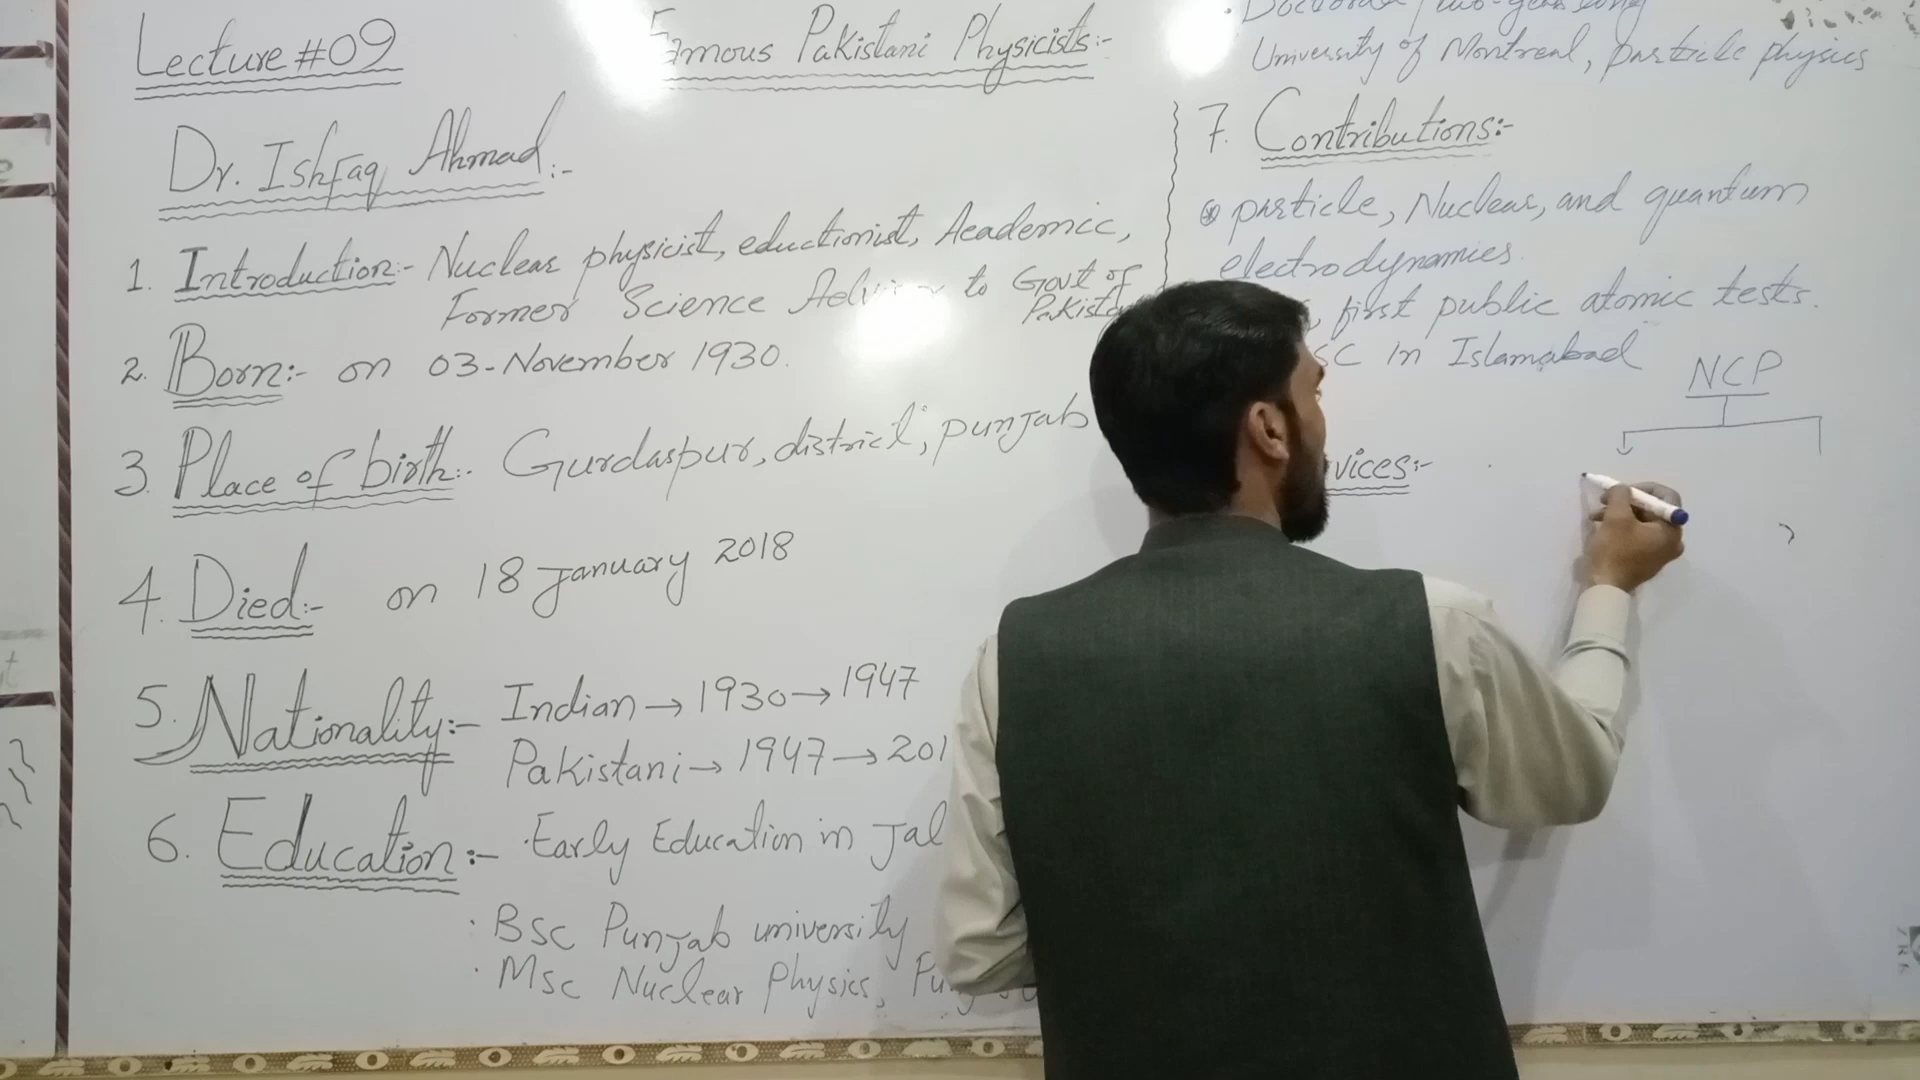 Lecture #09
Famous Pakistani Physicists:-
Dr. Ishfaq Ahmad:-
1. Introduction:- Nuclear physicist, eductionist, Academic,
Former Science to Govt of
2. Born:- on 03-November 1930.
3. Place of birth:- Gurdaspur, district, punjab
4. Died:- on 18 January 2018
5. Nationality:- Indian → 1930 → 1947
Pakistani → 1947 → 201
6. Education:- · Early Education in Jal
· BSc Punjab university
· MSc Nuclear Physics,
University of Montreal, particle physics
7. Contributions:-
particle, Nuclear, and quantum
electrodynamics.
, first public atomic tests.
SC in Islamabad
NCP
vices:-